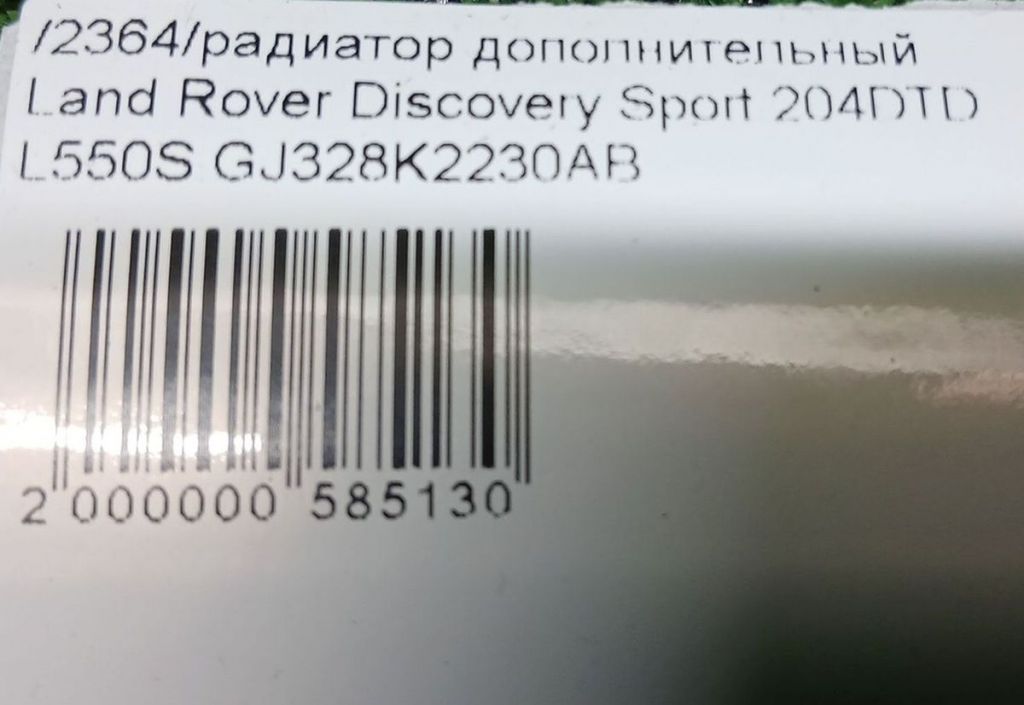 /2364/радиатор дополнительный
Land Rover Discovery Sport 204DTD
L550S GJ328K2230AB
2 000000 585130